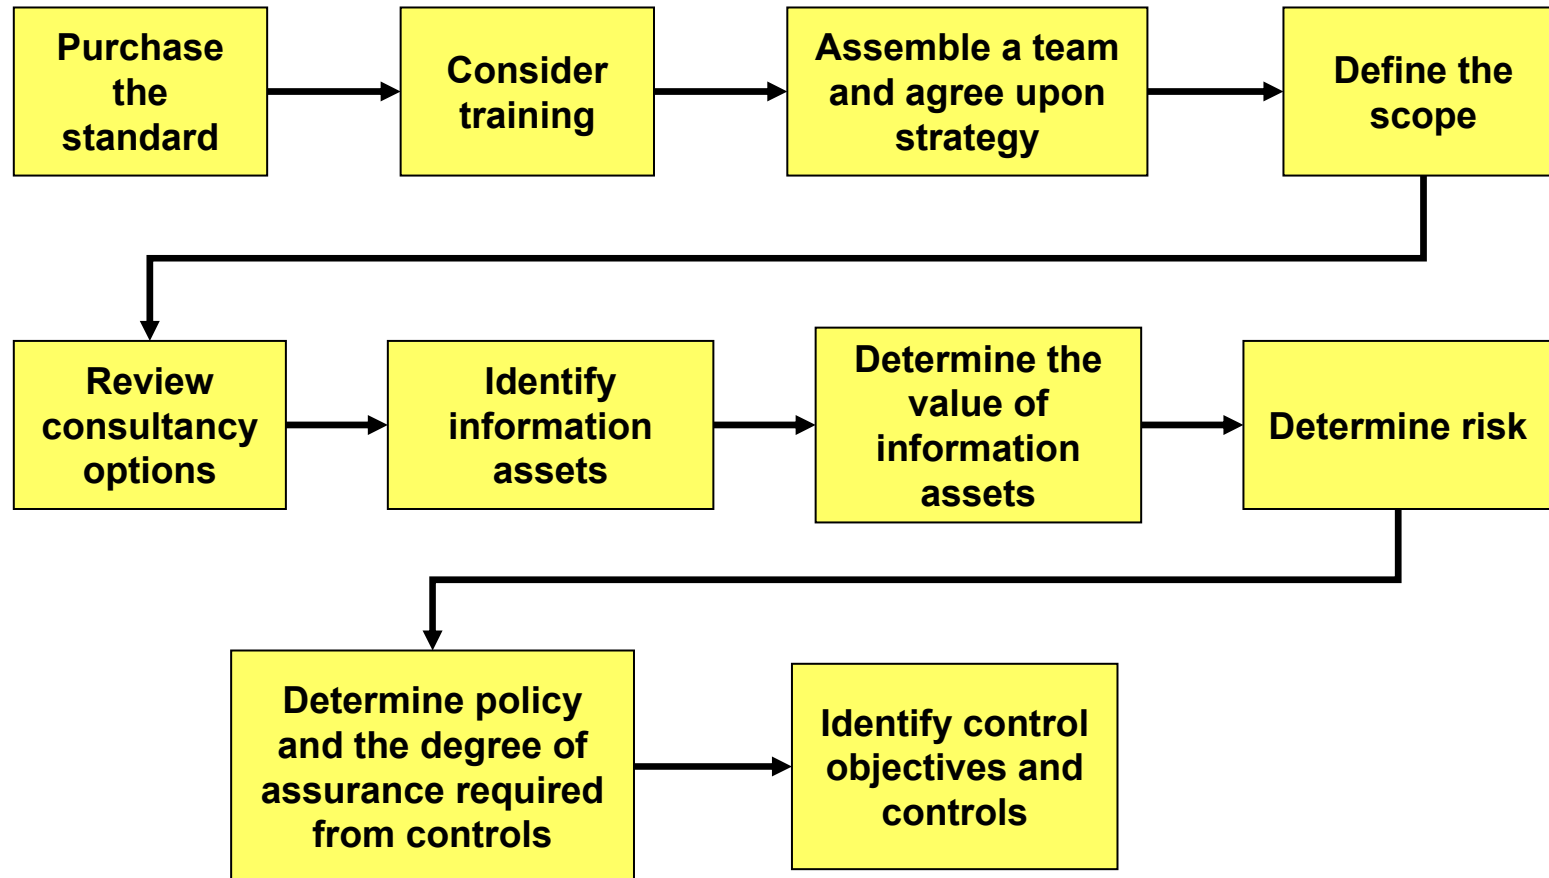 Purchase
the
standard
Consider
training
Assemble a team
and agree upon
strategy
Define the
scope
Review
consultancy
options
Identify
information
assets
Determine the
value of
information
assets
Determine risk
Determine policy
and the degree of
assurance required
from controls
Identify control
objectives and
controls